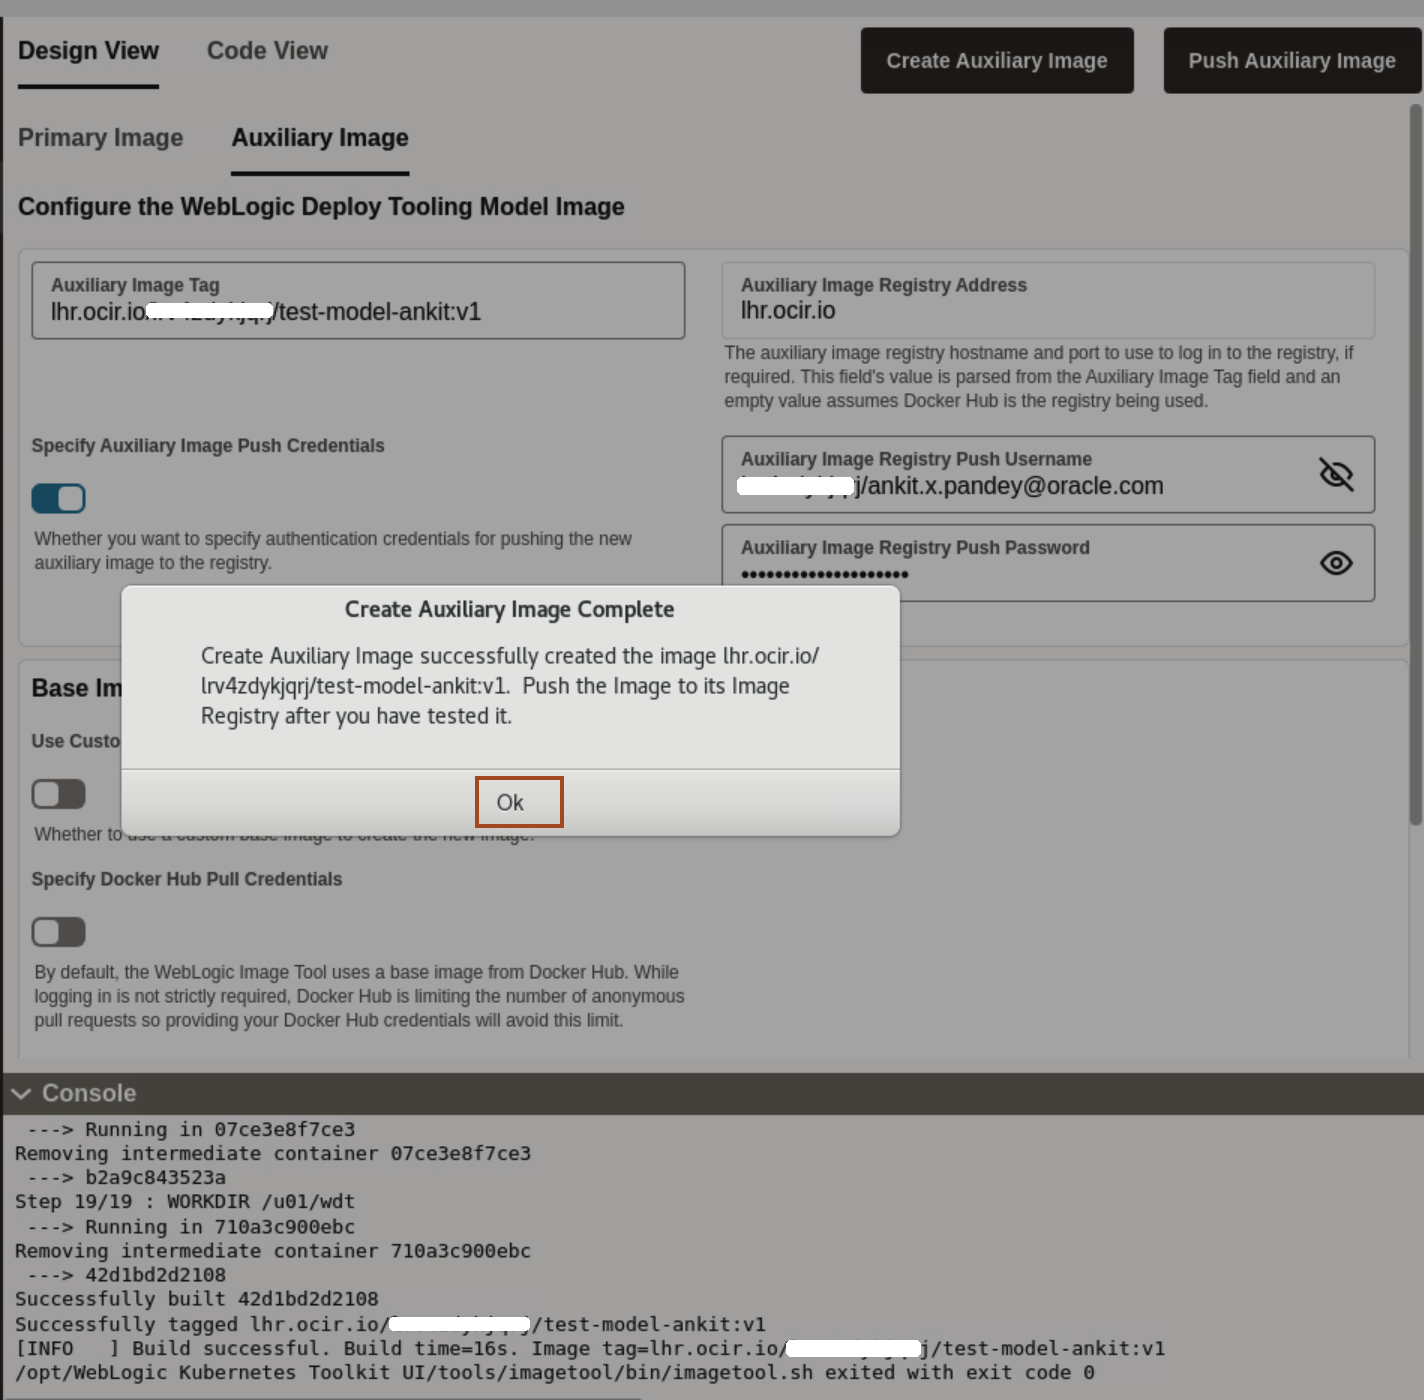 Design View
Code View
Create Auxiliary Image
Push Auxiliary Image
Primary Image
Auxiliary Image
Configure the WebLogic Deploy Tooling Model Image
Auxiliary Image Tag
lhr.ocir.io/test-model-ankit:v1
Auxiliary Image Registry Address
lhr.ocir.io
The auxiliary image registry hostname and port to use to log in to the registry, if
required. This field's value is parsed from the Auxiliary Image Tag field and an
empty value assumes Docker Hub is the registry being used.
Specify Auxiliary Image Push Credentials
Whether you want to specify authentication credentials for pushing the new
auxiliary image to the registry.
Auxiliary Image Registry Push Username
/ankit.x.pandey@oracle.com
Auxiliary Image Registry Push Password
••••••••••••••••••••
Create Auxiliary Image Complete
Create Auxiliary Image successfully created the image lhr.ocir.io/
lrv4zdykjqrj/test-model-ankit:v1. Push the Image to its Image
Registry after you have tested it.
Ok
Base Im
Use Custo
Whether to use a custom base image to create the new image.
Specify Docker Hub Pull Credentials
By default, the WebLogic Image Tool uses a base image from Docker Hub. While
logging in is not strictly required, Docker Hub is limiting the number of anonymous
pull requests so providing your Docker Hub credentials will avoid this limit.
Console
---> Running in 07ce3e8f7ce3
Removing intermediate container 07ce3e8f7ce3
---> b2a9c843523a
Step 19/19 : WORKDIR /u01/wdt
---> Running in 710a3c900ebc
Removing intermediate container 710a3c900ebc
---> 42d1bd2d2108
Successfully built 42d1bd2d2108
Successfully tagged lhr.ocir.io/ /test-model-ankit:v1
[INFO   ] Build successful. Build time=16s. Image tag=lhr.ocir.io/ /test-model-ankit:v1
/opt/WebLogic Kubernetes Toolkit UI/tools/imagetool/bin/imagetool.sh exited with exit code 0